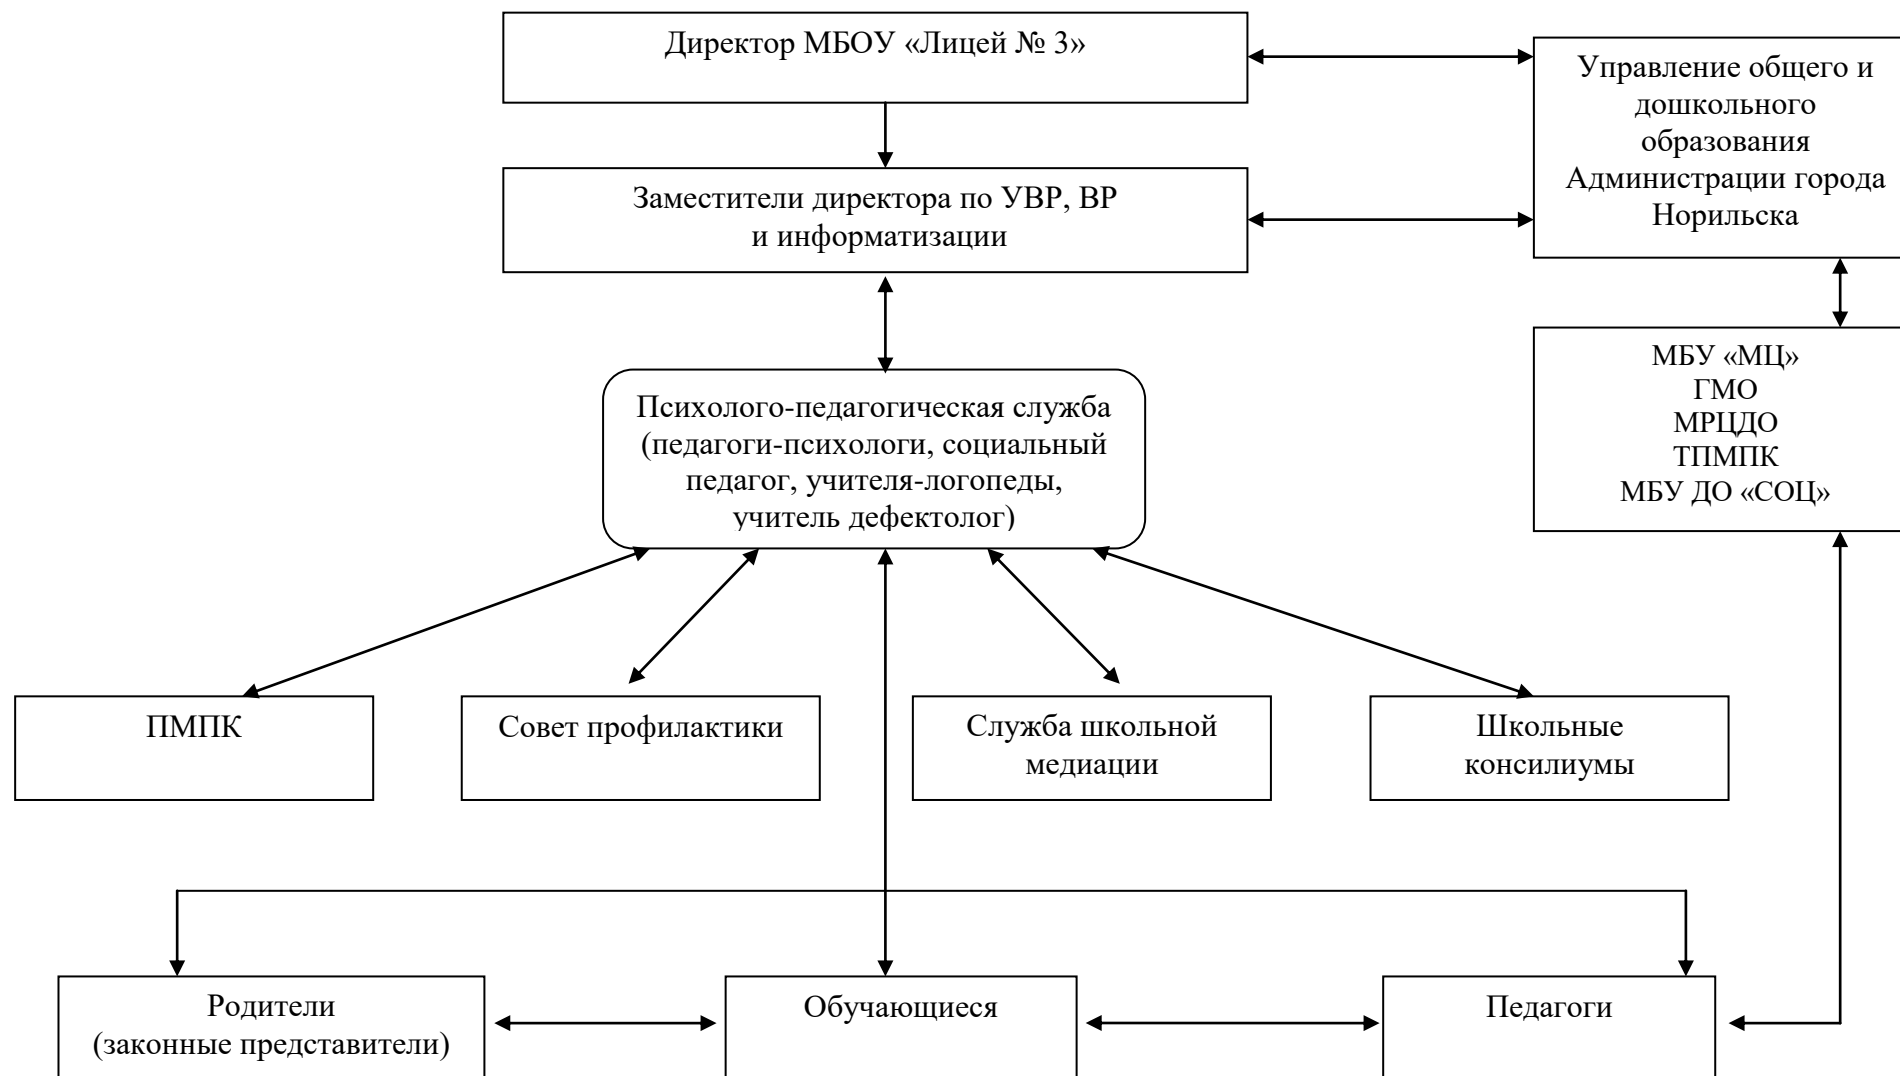 Директор МБОУ «Лицей № 3»
Управление общего и
дошкольного
образования
Администрации города
Норильска
Заместители директора по УВР, ВР
и информатизации
МБУ «МЦ»
ГМО
МРЦДО
ТПМПК
МБУ ДО «СОЦ»
Психолого-педагогическая служба
(педагоги-психологи, социальный
педагог, учителя-логопеды,
учитель дефектолог)
ПМПК
Совет профилактики
Служба школьной
медиации
Школьные
консилиумы
Родители
(законные представители)
Обучающиеся
Педагоги